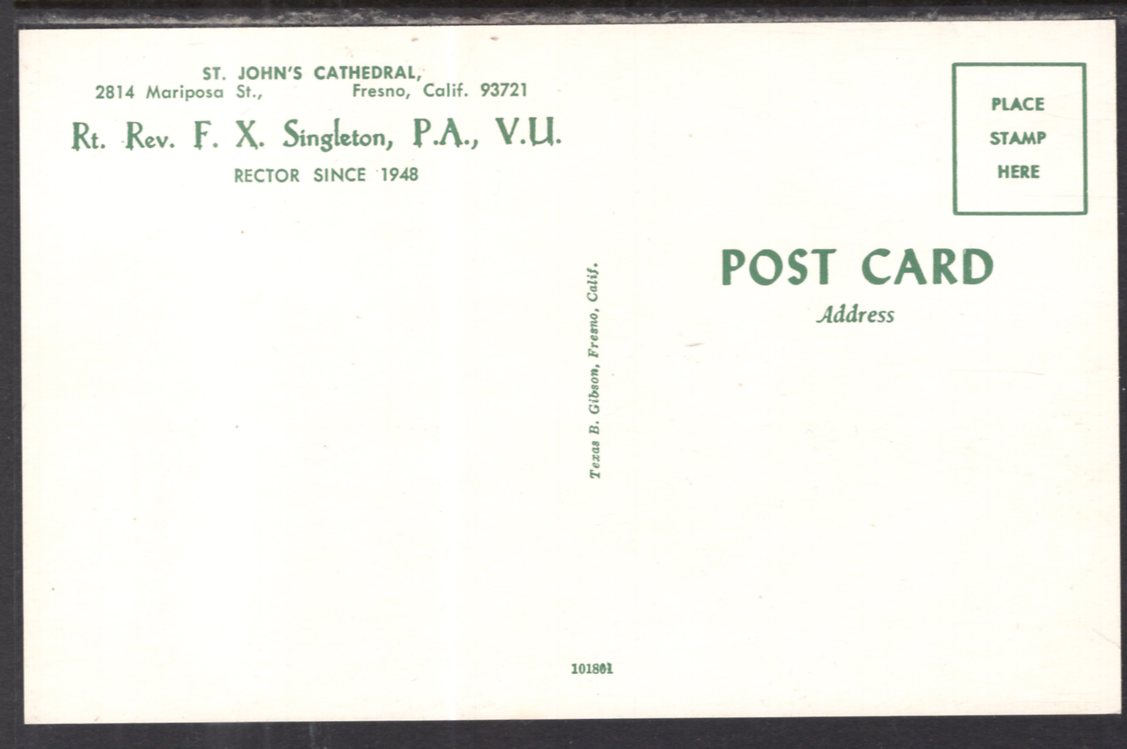 ST. JOHN'S CATHEDRAL,
2814 Mariposa St., Fresno, Calif. 93721
Rt. Rev. F. X. Singleton, P.A., V.U.
RECTOR SINCE 1948
Texas B. Gibson, Fresno, Calif.
PLACE
STAMP
HERE
POST CARD
Address